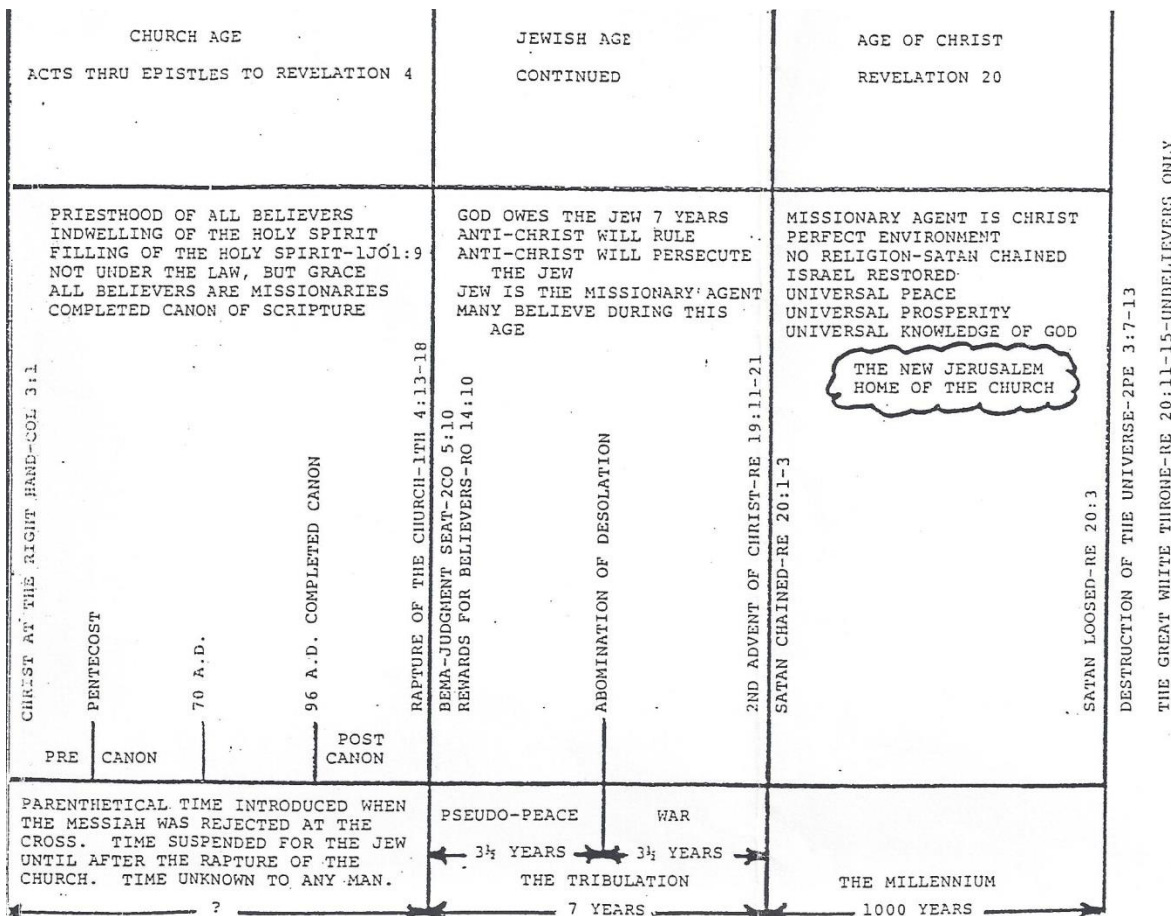 CHURCH AGE
ACTS THRU EPISTLES TO REVELATION 4
PRIESTHOOD OF ALL BELIEVERS
INDWELLING OF THE HOLY SPIRIT
FILLING OF THE HOLY SPIRIT-1JO1:9
NOT UNDER THE LAW, BUT GRACE
ALL BELIEVERS ARE MISSIONARIES
COMPLETED CANON OF SCRIPTURE
CHRIST AT THE RIGHT HAND-COL 3:1
PENTECOST
70 A.D.
96 A.D. COMPLETED CANON
RAPTURE OF THE CHURCH-1TH 4:13-18
PRE CANON
POST
CANON
PARENTHETICAL TIME INTRODUCED WHEN
THE MESSIAH WAS REJECTED AT THE
CROSS. TIME SUSPENDED FOR THE JEW
UNTIL AFTER THE RAPTURE OF THE
CHURCH. TIME UNKNOWN TO ANY MAN.
?
JEWISH AGE
CONTINUED
GOD OWES THE JEW 7 YEARS
ANTI-CHRIST WILL RULE
ANTI-CHRIST WILL PERSECUTE
THE JEW
JEW IS THE MISSIONARY AGENT
MANY BELIEVE DURING THIS
AGE
BEMA-JUDGMENT SEAT-2CO 5:10
REWARDS FOR BELIEVERS-RO 14:10
ABOMINATION OF DESOLATION
2ND ADVENT OF CHRIST-RE 19:11-21
PSEUDO-PEACE WAR
3½ YEARS 3½ YEARS
THE TRIBULATION
7 YEARS
AGE OF CHRIST
REVELATION 20
MISSIONARY AGENT IS CHRIST
PERFECT ENVIRONMENT
NO RELIGION-SATAN CHAINED
ISRAEL RESTORED
UNIVERSAL PEACE
UNIVERSAL PROSPERITY
UNIVERSAL KNOWLEDGE OF GOD
THE NEW JERUSALEM
HOME OF THE CHURCH
SATAN CHAINED-RE 20:1-3
SATAN LOOSED-RE 20:3
THE MILLENNIUM
1000 YEARS
DESTRUCTION OF THE UNIVERSE-2PE 3:7-13
THE GREAT WHITE THRONE-RE 20:11-15-UNBELIEVERS ONLY